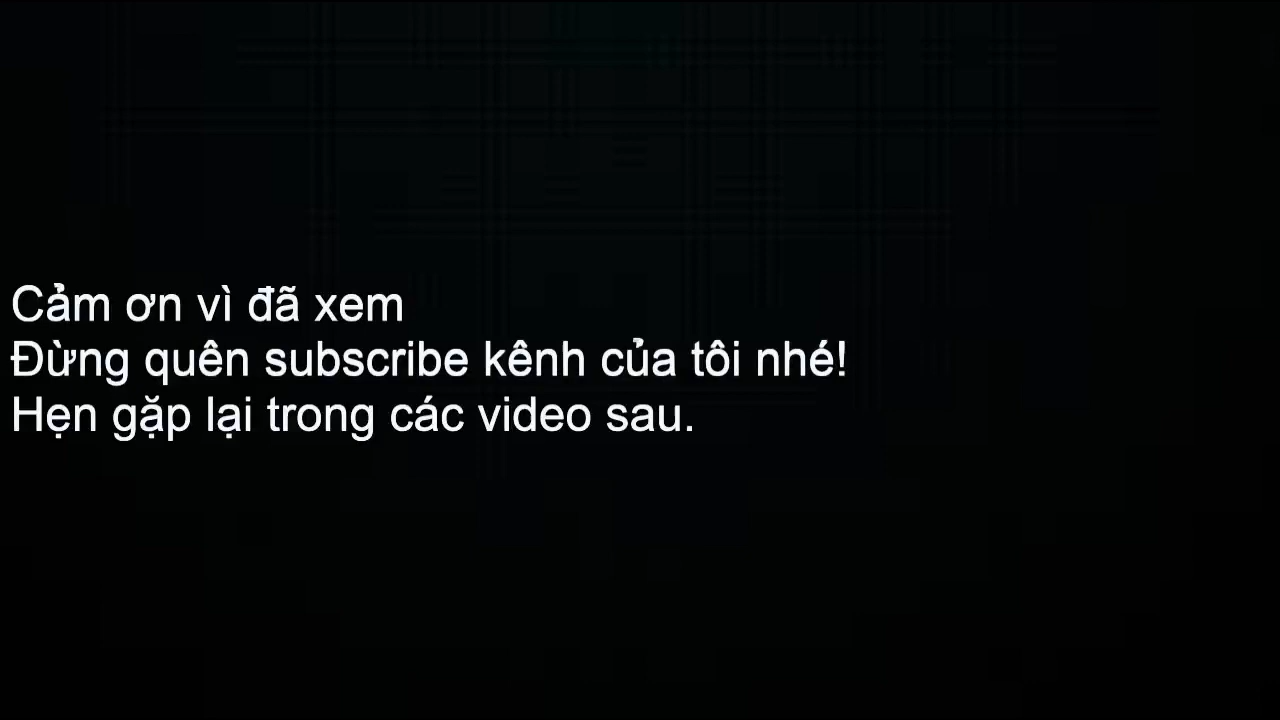 Cảm ơn vì đã xem
Đừng quên subscribe kênh của tôi nhé!
Hẹn gặp lại trong các video sau.